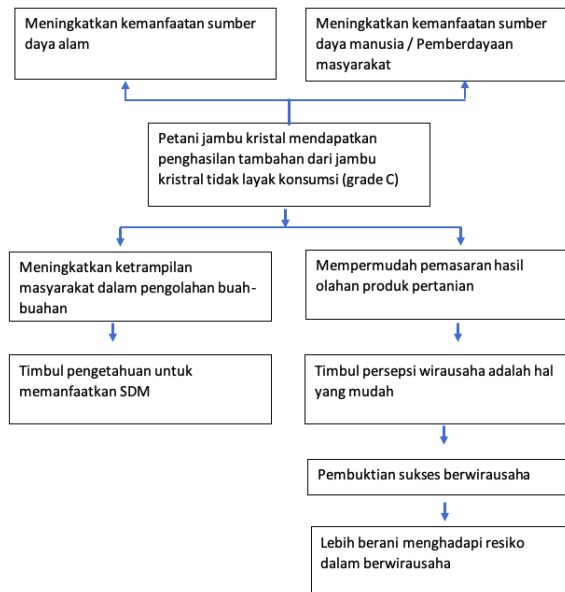 Meningkatkan kemanfaatan sumber
daya alam
Meningkatkan kemanfaatan sumber
daya manusia / Pemberdayaan
masyarakat
Petani jambu kristal mendapatkan
penghasilan tambahan dari jambu
kristral tidak layak konsumsi (grade C)
Meningkatkan ketrampilan
masyarakat dalam pengolahan buah-
buahan
Mempermudah pemasaran hasil
olahan produk pertanian
Timbul pengetahuan untuk
memanfaatkan SDM
Timbul persepsi wirausaha adalah hal
yang mudah
Pembuktian sukses berwirausaha
Lebih berani menghadapi resiko
dalam berwirausaha